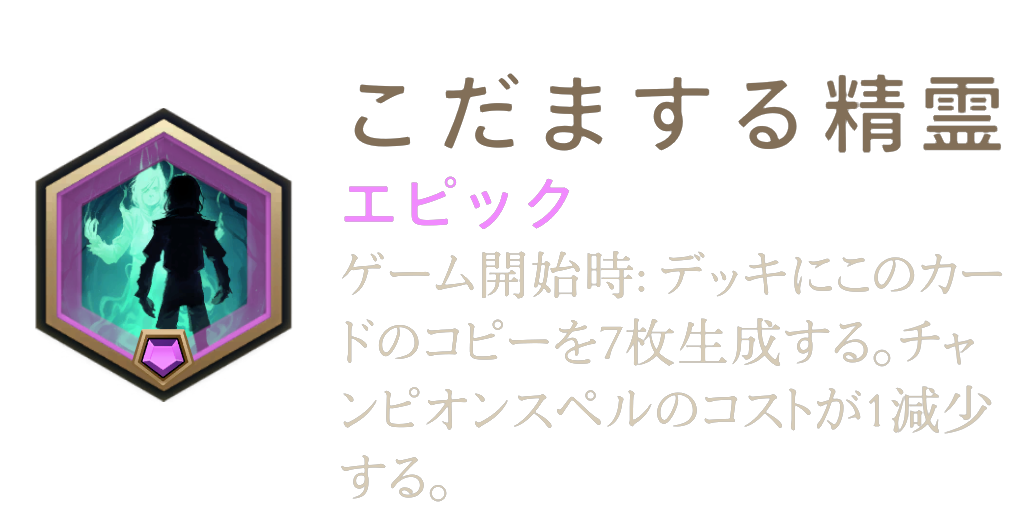 こだまする精霊
エピック
ゲーム開始時: デッキにこのカー
ドのコピーを7枚生成する。チャ
ンピオンスペルのコストが1減少
する。